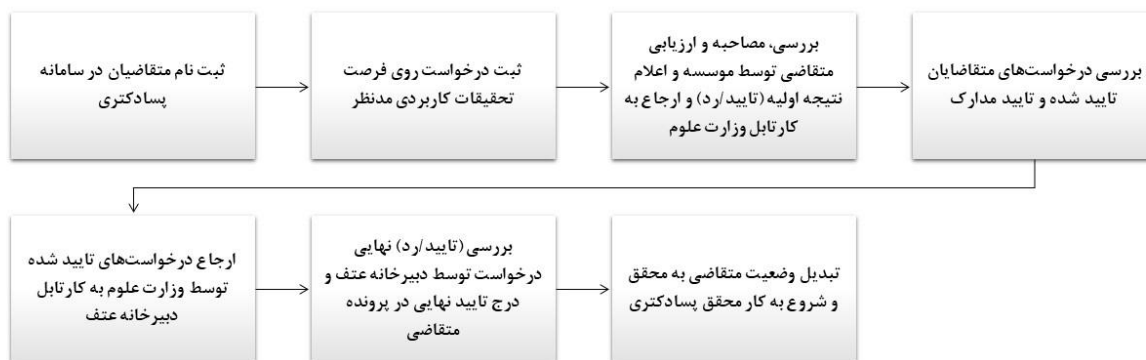 ثبت نام متقاضیان در سامانه
پسادکتری
ثبت درخواست روی فرصت
تحقیقات کاربردی مدنظر
بررسی، مصاحبه و ارزیابی
متقاضی توسط موسسه و اعلام
نتیجه اولیه (تایید/رد) و ارجاع به
کارتابل وزارت علوم
بررسی درخواست‌های متقاضایان
تایید شده و تایید مدارک
ارجاع درخواست‌های تایید شده
توسط وزارت علوم به کارتابل
دبیرخانه عتف
بررسی (تایید/رد) نهایی
درخواست توسط دبیرخانه عتف و
درج تایید نهایی در پرونده
متقاضی
تبدیل وضعیت متقاضی به محقق
و شروع به کار محقق پسادکتری